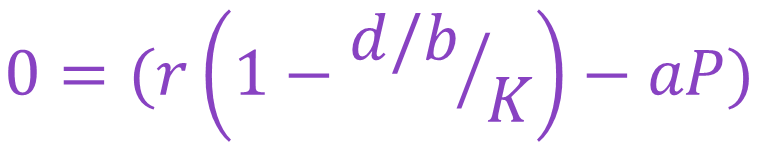 0 = (r(1 − d/b/K) − aP)